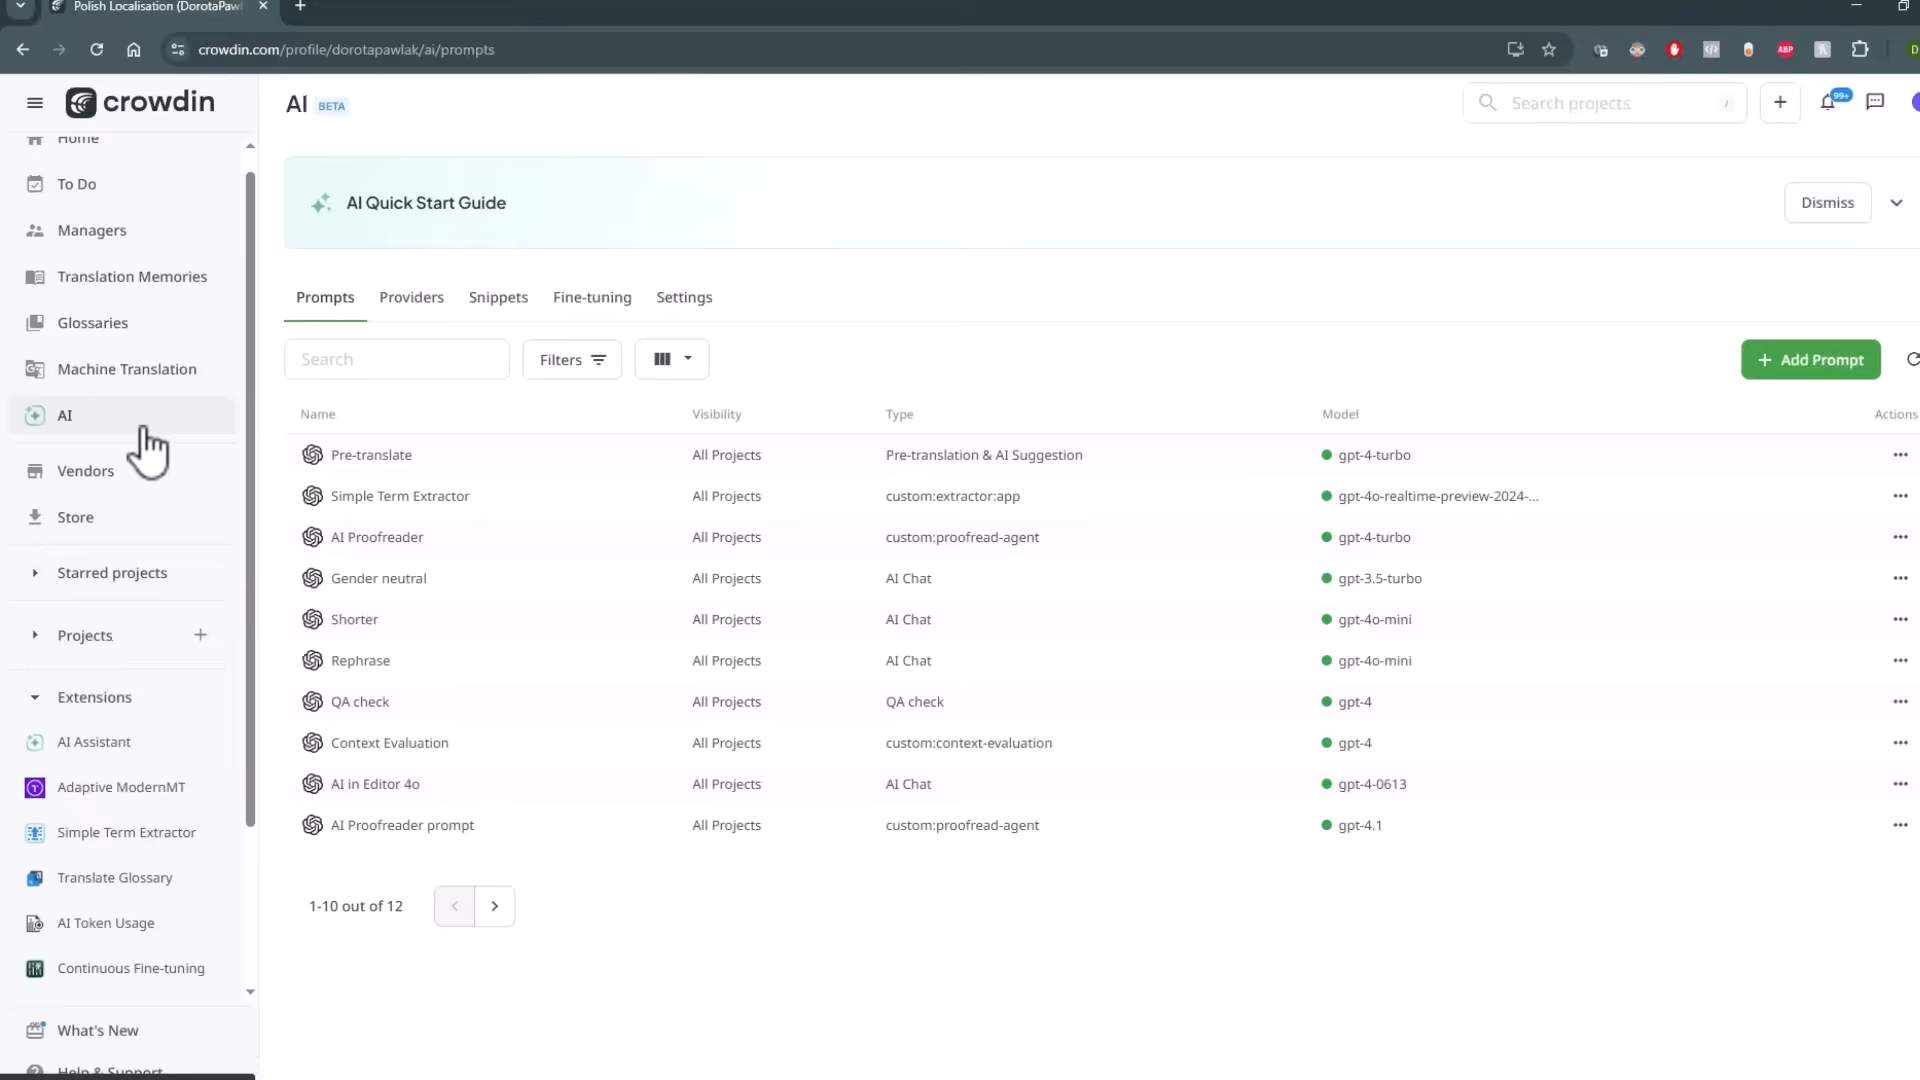 Polish Localisation (DorotaPawl
crowdin.com/profile/dorotapawlak/ai/prompts
ABP
D
crowdin
AI BETA
Search projects /
99+
Home
To Do
Managers
Translation Memories
Glossaries
Machine Translation
AI
Vendors
Store
Starred projects
Projects
Extensions
AI Assistant
Adaptive ModernMT
Simple Term Extractor
Translate Glossary
AI Token Usage
Continuous Fine-tuning
What's New
Help & Support
AI Quick Start Guide
Dismiss
Prompts Providers Snippets Fine-tuning Settings
Search Filters
+ Add Prompt
Name Visibility Type Model Actions
Pre-translate All Projects Pre-translation & AI Suggestion gpt-4-turbo
Simple Term Extractor All Projects custom:extractor:app gpt-4o-realtime-preview-2024-...
AI Proofreader All Projects custom:proofread-agent gpt-4-turbo
Gender neutral All Projects AI Chat gpt-3.5-turbo
Shorter All Projects AI Chat gpt-4o-mini
Rephrase All Projects AI Chat gpt-4o-mini
QA check All Projects QA check gpt-4
Context Evaluation All Projects custom:context-evaluation gpt-4
AI in Editor 4o All Projects AI Chat gpt-4-0613
AI Proofreader prompt All Projects custom:proofread-agent gpt-4.1
1-10 out of 12